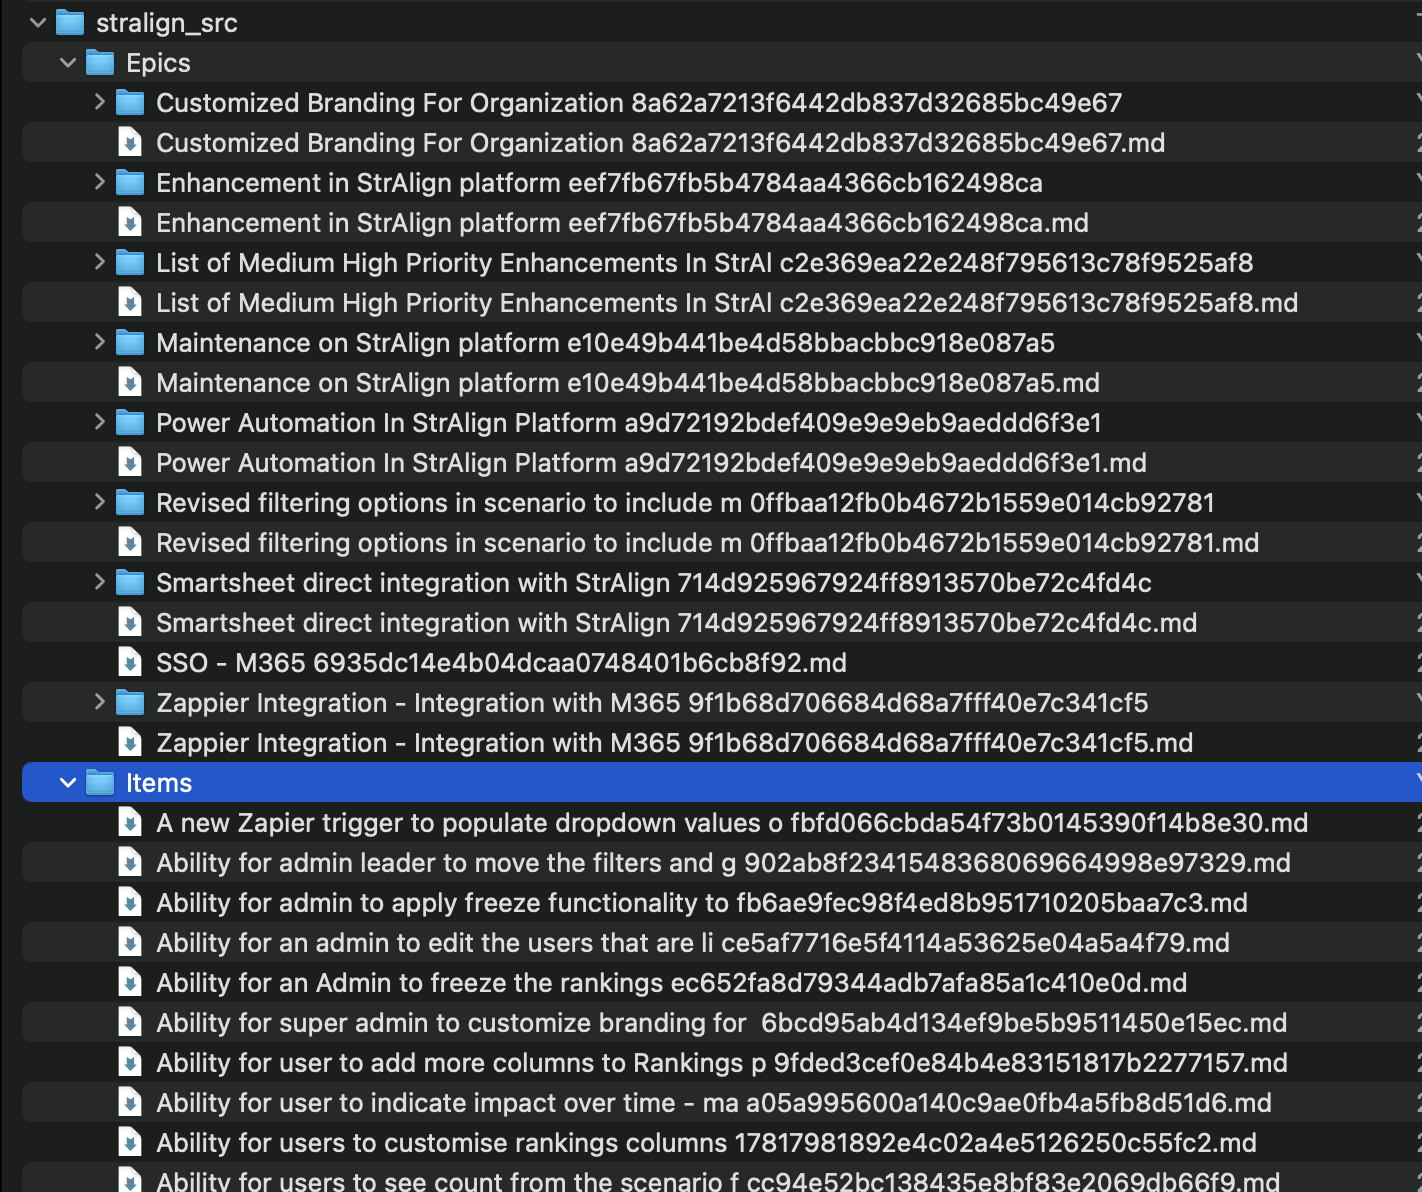 stralign_src
Epics
Customized Branding For Organization 8a62a7213f6442db837d32685bc49e67
Customized Branding For Organization 8a62a7213f6442db837d32685bc49e67.md
Enhancement in StrAlign platform eef7fb67fb5b4784aa4366cb162498ca
Enhancement in StrAlign platform eef7fb67fb5b4784aa4366cb162498ca.md
List of Medium High Priority Enhancements In StrAl c2e369ea22e248f795613c78f9525af8
List of Medium High Priority Enhancements In StrAl c2e369ea22e248f795613c78f9525af8.md
Maintenance on StrAlign platform e10e49b441be4d58bbacbbc918e087a5
Maintenance on StrAlign platform e10e49b441be4d58bbacbbc918e087a5.md
Power Automation In StrAlign Platform a9d72192bdef409e9e9eb9aeddd6f3e1
Power Automation In StrAlign Platform a9d72192bdef409e9e9eb9aeddd6f3e1.md
Revised filtering options in scenario to include m 0ffbaa12fb0b4672b1559e014cb92781
Revised filtering options in scenario to include m 0ffbaa12fb0b4672b1559e014cb92781.md
Smartsheet direct integration with StrAlign 714d925967924ff8913570be72c4fd4c
Smartsheet direct integration with StrAlign 714d925967924ff8913570be72c4fd4c.md
SSO - M365 6935dc14e4b04dcaa0748401b6cb8f92.md
Zappier Integration - Integration with M365 9f1b68d706684d68a7fff40e7c341cf5
Zappier Integration - Integration with M365 9f1b68d706684d68a7fff40e7c341cf5.md
Items
A new Zapier trigger to populate dropdown values o fbfd066cbda54f73b0145390f14b8e30.md
Ability for admin leader to move the filters and g 902ab8f2341548368069664998e97329.md
Ability for admin to apply freeze functionality to fb6ae9fec98f4ed8b951710205baa7c3.md
Ability for an admin to edit the users that are li ce5af7716e5f4114a53625e04a5a4f79.md
Ability for an Admin to freeze the rankings ec652fa8d79344adb7afa85a1c410e0d.md
Ability for super admin to customize branding for  6bcd95ab4d134ef9be5b9511450e15ec.md
Ability for user to add more columns to Rankings p 9fded3cef0e84b4e83151817b2277157.md
Ability for user to indicate impact over time - ma a05a995600a140c9ae0fb4a5fb8d51d6.md
Ability for users to customise rankings columns 17817981892e4c02a4e5126250c55fc2.md
Ability for users to see count from the scenario f cc94e52bc138435e8bf83e2069db66f9.md